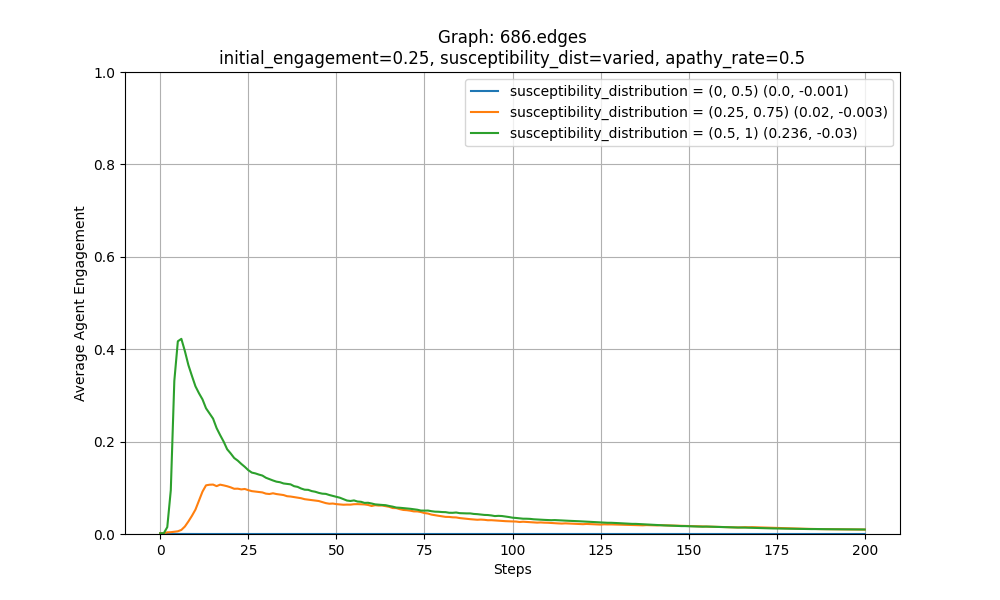 Graph: 686.edges
initial_engagement=0.25, susceptibility_dist=varied, apathy_rate=0.5
susceptibility_distribution = (0, 0.5) (0.0, -0.001)
susceptibility_distribution = (0.25, 0.75) (0.02, -0.003)
susceptibility_distribution = (0.5, 1) (0.236, -0.03)
Average Agent Engagement
1.0
0.8
0.6
0.4
0.2
0.0
0 25 50 75 100 125 150 175 200
Steps